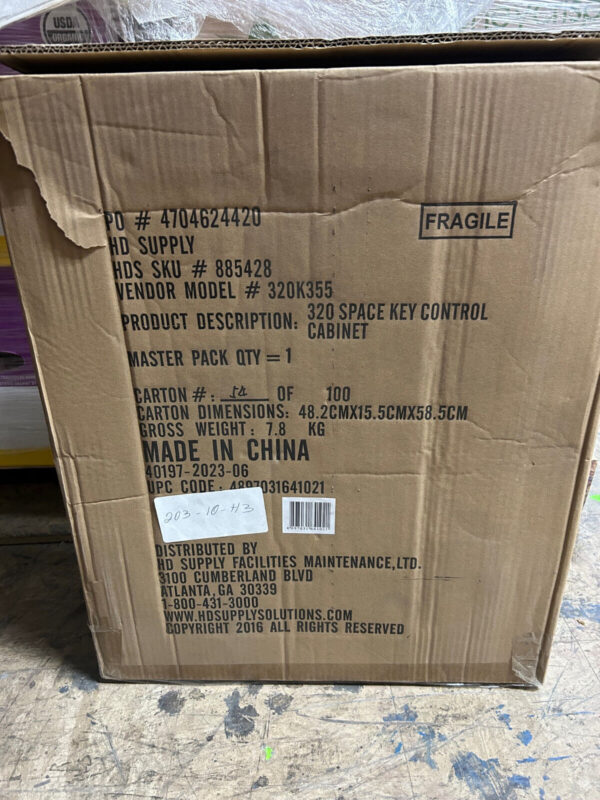 USDA
ORGANIC
FRAGILE
PO # 4704624420
HD SUPPLY
HDS SKU # 885428
VENDOR MODEL # 320K355
PRODUCT DESCRIPTION: 320 SPACE KEY CONTROL
CABINET
MASTER PACK QTY = 1
CARTON # : 54 OF 100
CARTON DIMENSIONS: 48.2CMX15.5CMX58.5CM
GROSS WEIGHT : 7.8 KG
MADE IN CHINA
40197-2023-06
UPC CODE : 4897031641021
203-10-H3
DISTRIBUTED BY
HD SUPPLY FACILITIES MAINTENANCE,LTD.
3100 CUMBERLAND BLVD
ATLANTA, GA 30339
1-800-431-3000
WWW.HDSUPPLYSOLUTIONS.COM
COPYRIGHT 2016 ALL RIGHTS RESERVED